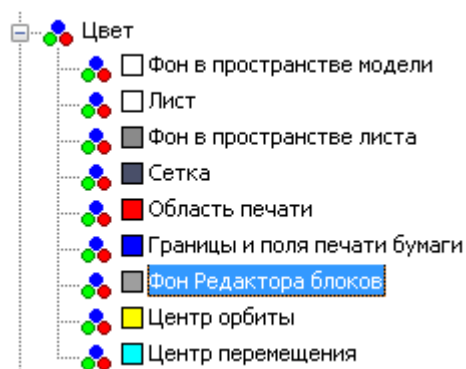 Цвет
Фон в пространстве модели
Лист
Фон в пространстве листа
Сетка
Область печати
Границы и поля печати бумаги
Фон Редактора блоков
Центр орбиты
Центр перемещения